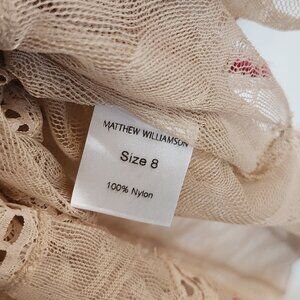 MATTHEW WILLIAMSON
Size 8
100% Nylon